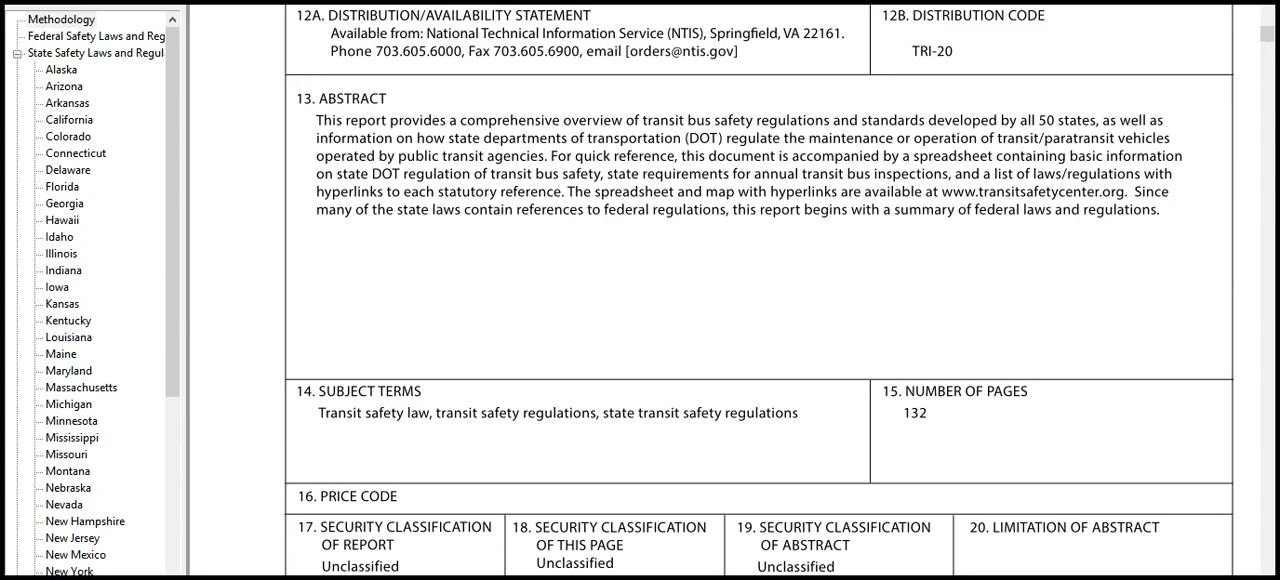 Methodology
Federal Safety Laws and Reg
State Safety Laws and Regul
Alaska
Arizona
Arkansas
California
Colorado
Connecticut
Delaware
Florida
Georgia
Hawaii
Idaho
Illinois
Indiana
Iowa
Kansas
Kentucky
Louisiana
Maine
Maryland
Massachusetts
Michigan
Minnesota
Mississippi
Missouri
Montana
Nebraska
Nevada
New Hampshire
New Jersey
New Mexico
New York
12A. DISTRIBUTION/AVAILABILITY STATEMENT
Available from: National Technical Information Service (NTIS), Springfield, VA 22161.
Phone 703.605.6000, Fax 703.605.6900, email [orders@ntis.gov]
12B. DISTRIBUTION CODE
TRI-20
13. ABSTRACT
This report provides a comprehensive overview of transit bus safety regulations and standards developed by all 50 states, as well as
information on how state departments of transportation (DOT) regulate the maintenance or operation of transit/paratransit vehicles
operated by public transit agencies. For quick reference, this document is accompanied by a spreadsheet containing basic information
on state DOT regulation of transit bus safety, state requirements for annual transit bus inspections, and a list of laws/regulations with
hyperlinks to each statutory reference. The spreadsheet and map with hyperlinks are available at www.transitsafetycenter.org. Since
many of the state laws contain references to federal regulations, this report begins with a summary of federal laws and regulations.
14. SUBJECT TERMS
Transit safety law, transit safety regulations, state transit safety regulations
15. NUMBER OF PAGES
132
16. PRICE CODE
17. SECURITY CLASSIFICATION
OF REPORT
Unclassified
18. SECURITY CLASSIFICATION
OF THIS PAGE
Unclassified
19. SECURITY CLASSIFICATION
OF ABSTRACT
Unclassified
20. LIMITATION OF ABSTRACT